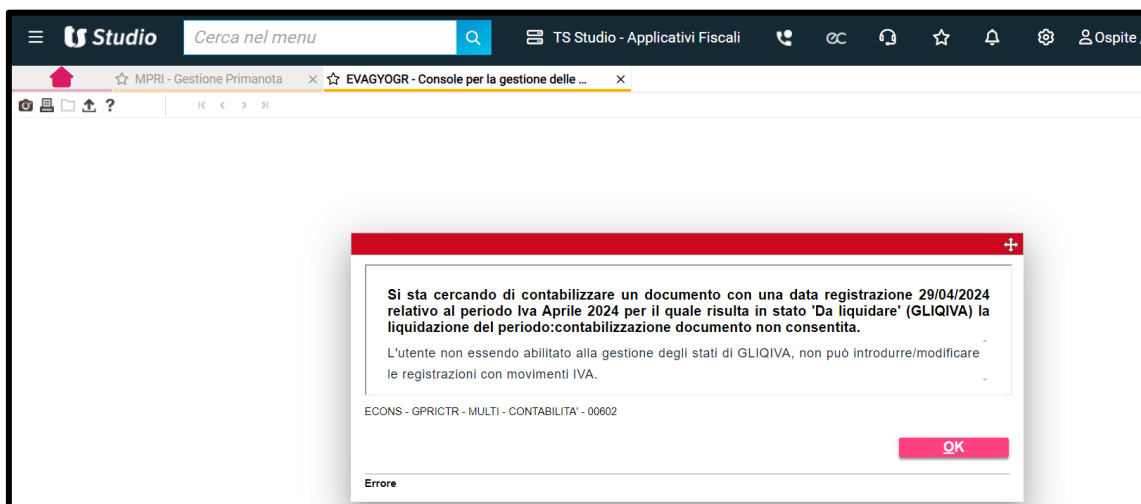 TS Studio
Cerca nel menu
TS Studio - Applicativi Fiscali
ec
Ospite
MPRI - Gestione Primanota
EVAGYOGR - Console per la gestione delle ...
?
Si sta cercando di contabilizzare un documento con una data registrazione 29/04/2024
relativo al periodo Iva Aprile 2024 per il quale risulta in stato 'Da liquidare' (GLIQIVA) la
liquidazione del periodo:contabilizzazione documento non consentita.
L'utente non essendo abilitato alla gestione degli stati di GLIQIVA, non può introdurre/modificare
le registrazioni con movimenti IVA.
ECONS - GPRICTR - MULTI - CONTABILITA' - 00602
OK
Errore